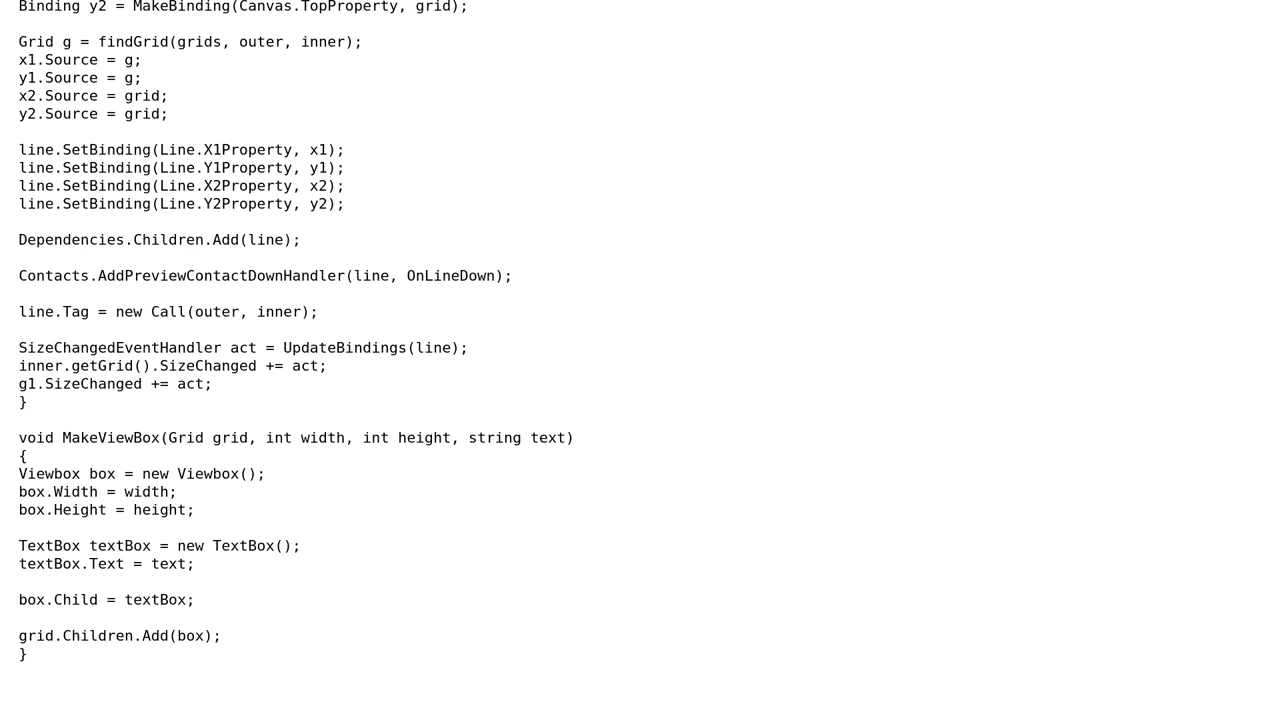 Binding y2 = MakeBinding(Canvas.TopProperty, grid);
Grid g = findGrid(grids, outer, inner);
x1.Source = g;
y1.Source = g;
x2.Source = grid;
y2.Source = grid;
line.SetBinding(Line.X1Property, x1);
line.SetBinding(Line.Y1Property, y1);
line.SetBinding(Line.X2Property, x2);
line.SetBinding(Line.Y2Property, y2);
Dependencies.Children.Add(line);
Contacts.AddPreviewContactDownHandler(line, OnLineDown);
line.Tag = new Call(outer, inner);
SizeChangedEventHandler act = UpdateBindings(line);
inner.getGrid().SizeChanged += act;
g1.SizeChanged += act;
}
void MakeViewBox(Grid grid, int width, int height, string text)
{
Viewbox box = new Viewbox();
box.Width = width;
box.Height = height;
TextBox textBox = new TextBox();
textBox.Text = text;
box.Child = textBox;
grid.Children.Add(box);
}